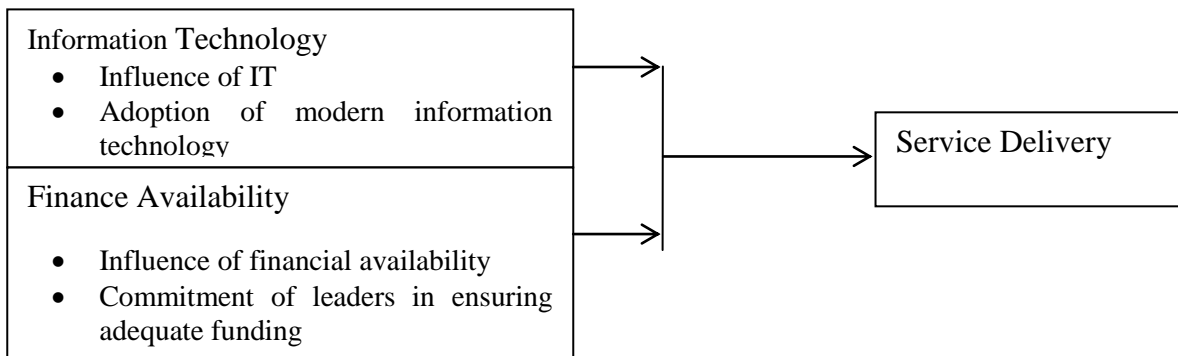 Information Technology
• Influence of IT
• Adoption of modern information
technology
Finance Availability
• Influence of financial availability
• Commitment of leaders in ensuring
adequate funding
Service Delivery